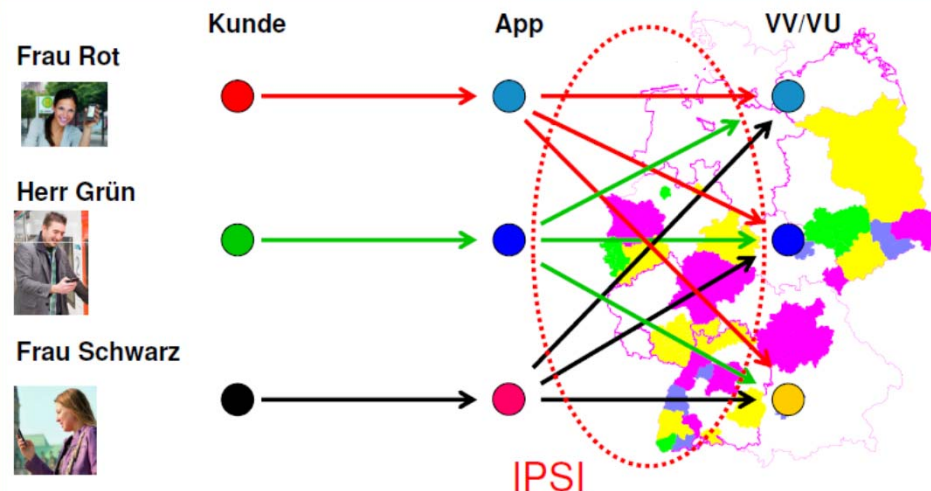 Kunde
App
VV/VU
Frau Rot
Herr Grün
Frau Schwarz
IPSI